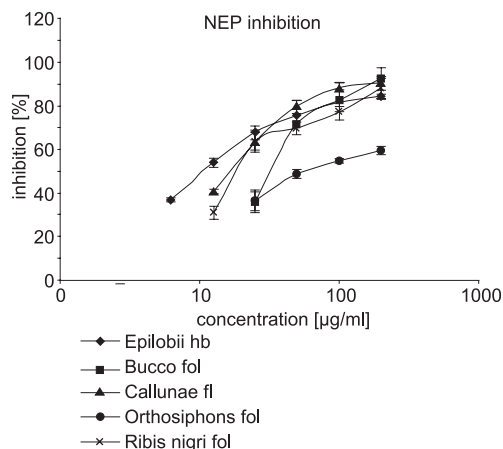 NEP inhibition
120
100
80
60
40
20
0
inhibition [%]
0 10 100 1000
concentration [µg/ml]
Epilobii hb
Bucco fol
Callunae fl
Orthosiphons fol
Ribis nigri fol